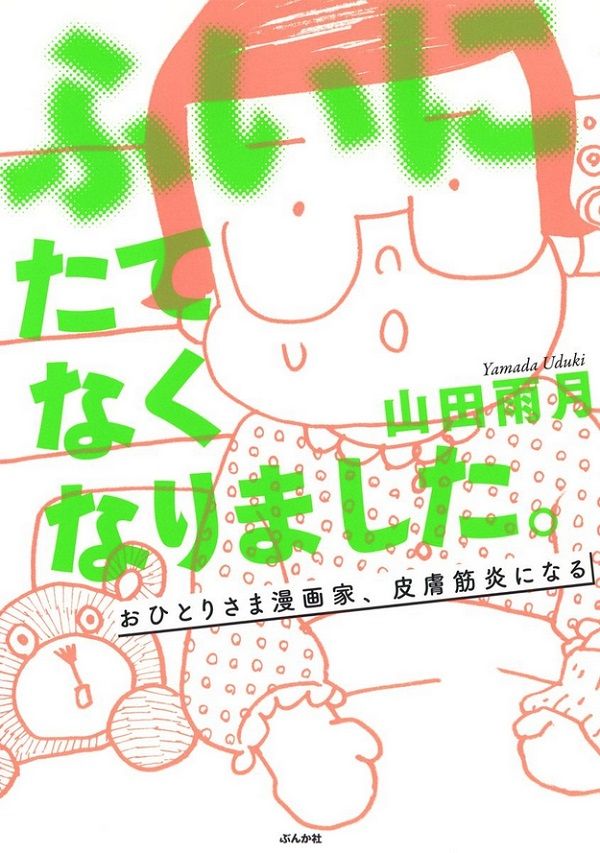 ふいに
たて
なく
なりました。
Yamada Uduki
山田雨月
おひとりさま漫画家、皮膚筋炎になる
ぶんか社